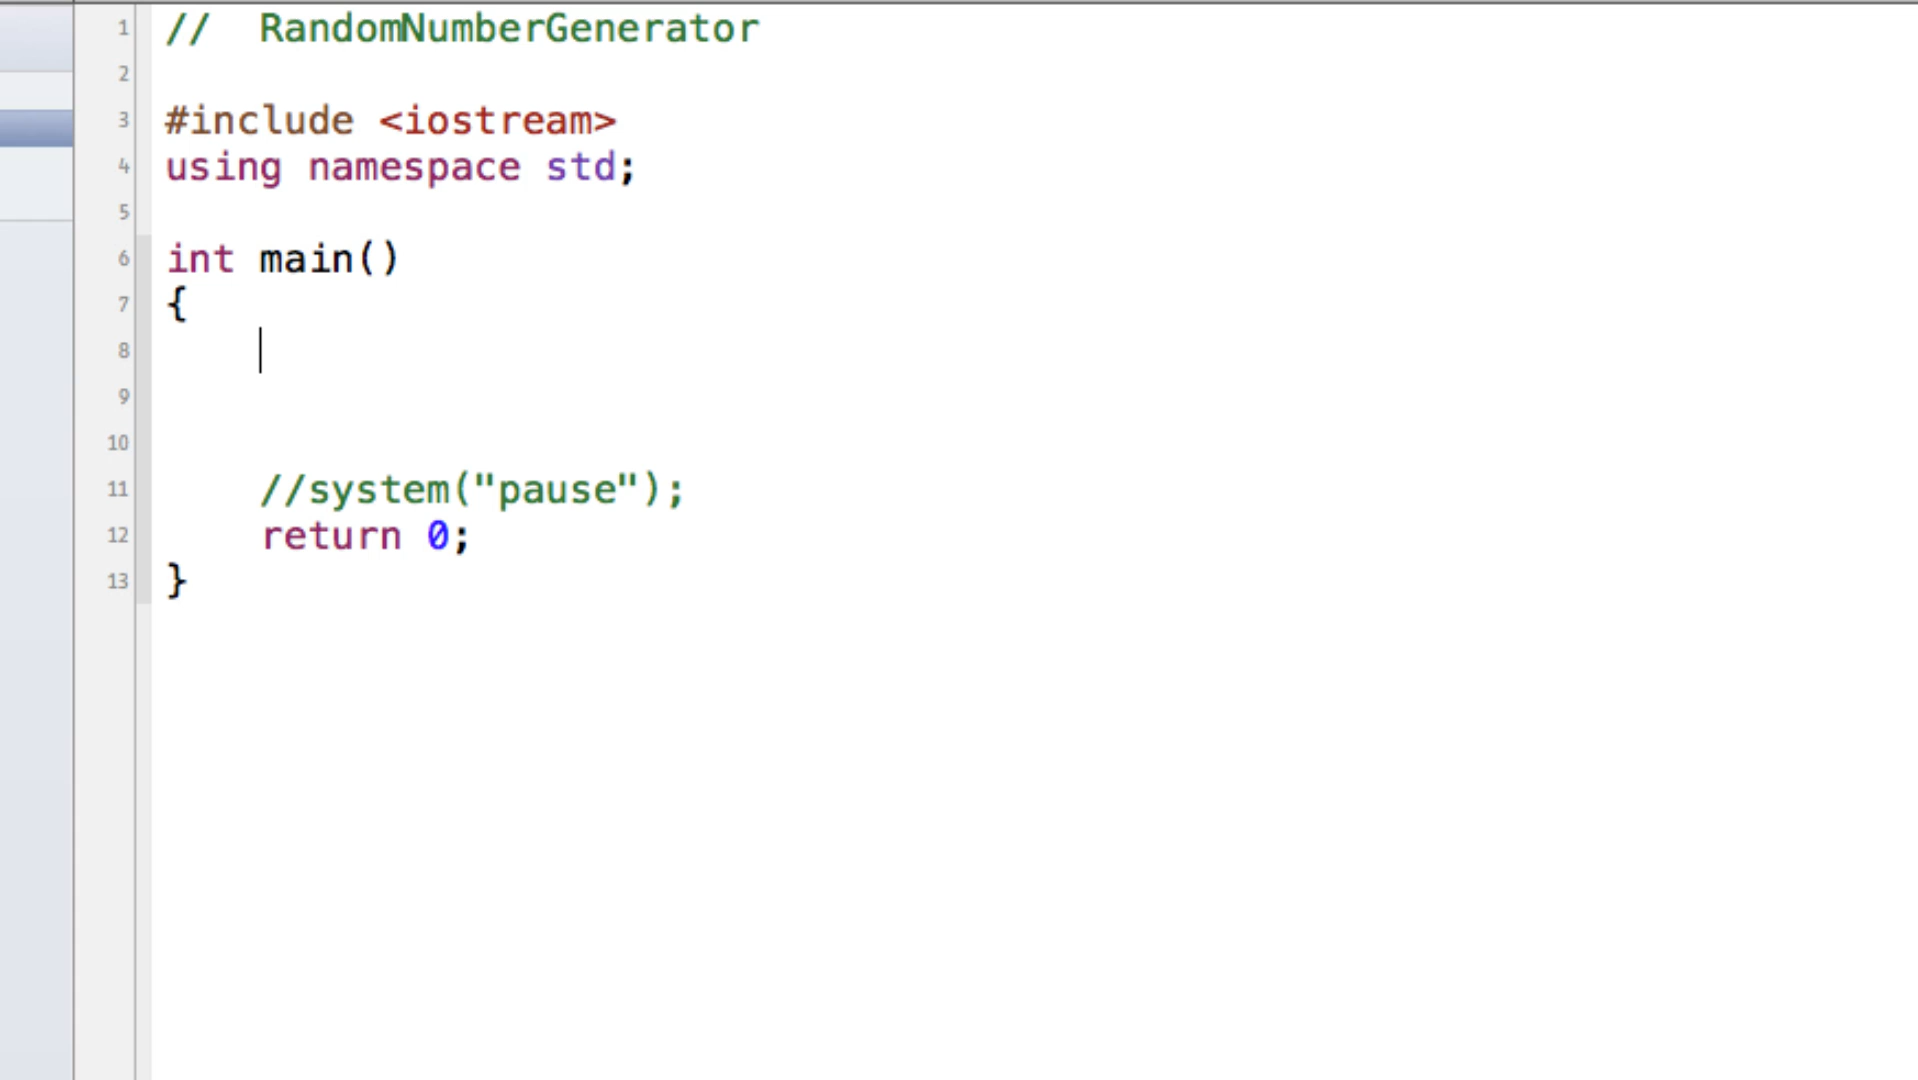 1 //  RandomNumberGenerator
2
3 #include <iostream>
4 using namespace std;
5
6 int main()
7 {
8
9
10
11     //system("pause");
12     return 0;
13 }